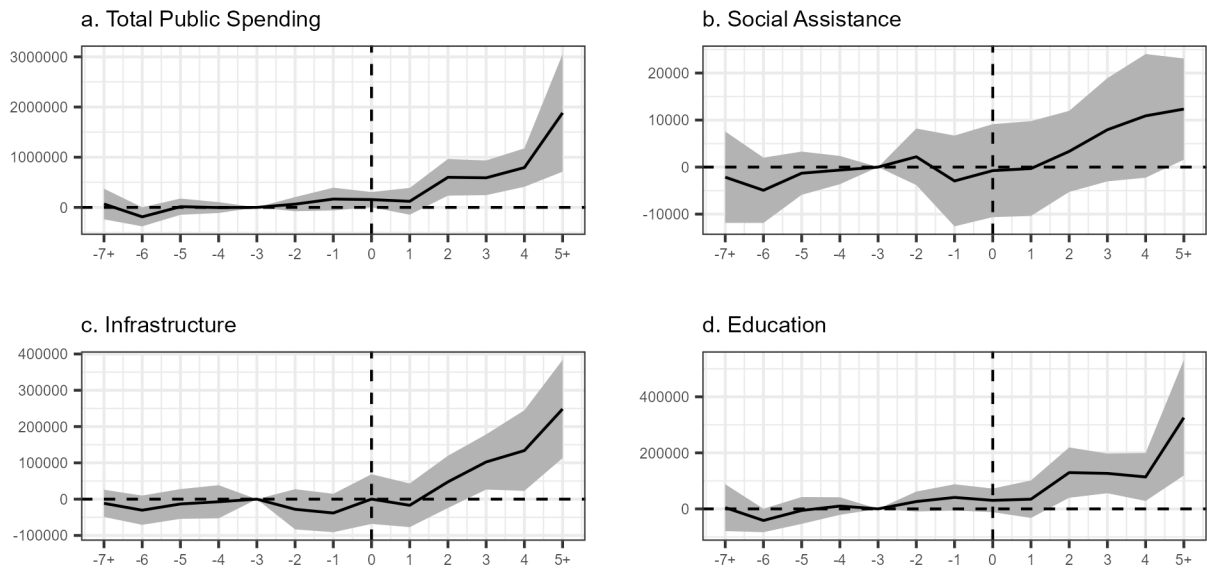 a. Total Public Spending
3000000
2000000
1000000
0
-7+ -6 -5 -4 -3 -2 -1 0 1 2 3 4 5+
b. Social Assistance
20000
10000
0
-10000
-7+ -6 -5 -4 -3 -2 -1 0 1 2 3 4 5+
c. Infrastructure
400000
300000
200000
100000
0
-100000
-7+ -6 -5 -4 -3 -2 -1 0 1 2 3 4 5+
d. Education
400000
200000
0
-7+ -6 -5 -4 -3 -2 -1 0 1 2 3 4 5+